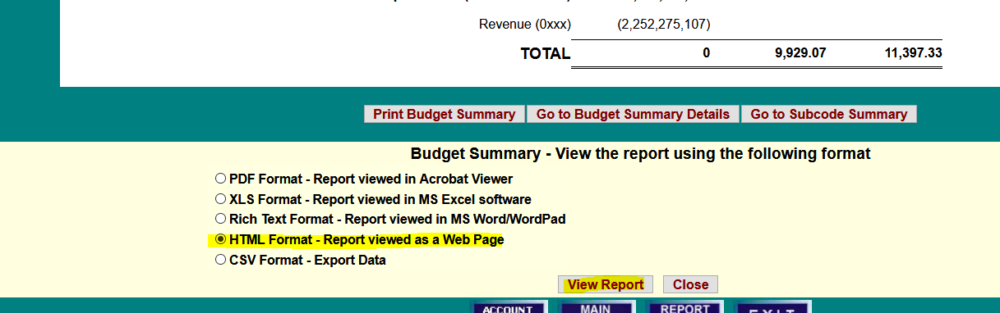 Revenue (0xxx) (2,252,275,107)
TOTAL 0 9,929.07 11,397.33
Print Budget Summary Go to Budget Summary Details Go to Subcode Summary
Budget Summary - View the report using the following format
PDF Format - Report viewed in Acrobat Viewer
XLS Format - Report viewed in MS Excel software
Rich Text Format - Report viewed in MS Word/WordPad
HTML Format - Report viewed as a Web Page
CSV Format - Export Data
View Report Close
ACCOUNT MAIN REPORT EXIT